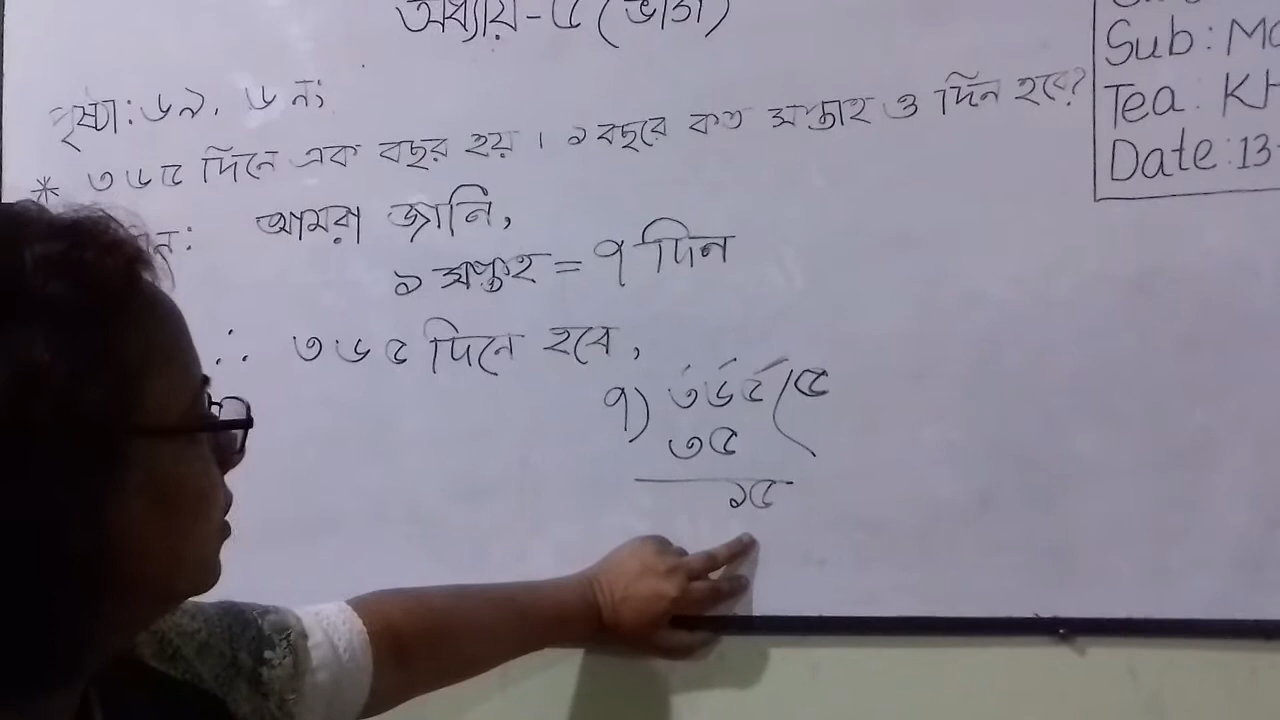 অধ্যায়-৫ (ভাগ)
পৃষ্ঠা: ৬৯, ৬ নং
* ৩৬৫ দিনে এক বছর হয়। ১ বছরে কত সপ্তাহ ও দিন হবে?
আমরা জানি,
১ সপ্তাহ = ৭ দিন
∴ ৩৬৫ দিনে হবে,
৭) ৩৬৫ (৫
৩৫
১৫
Sub: Ma
Tea: KH
Date: 13-